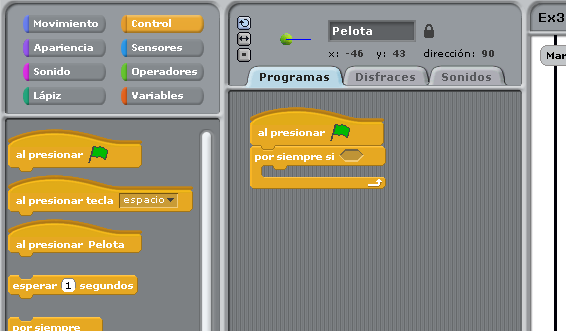 Movimiento
Control
Apariencia
Sensores
Sonido
Operadores
Lápiz
Variables
al presionar
al presionar tecla espacio
al presionar Pelota
esperar 1 segundos
por siempre
Pelota
x: -46 y: 43 dirección: 90
Programas
Disfraces
Sonidos
al presionar
por siempre si
Ex3
Mar